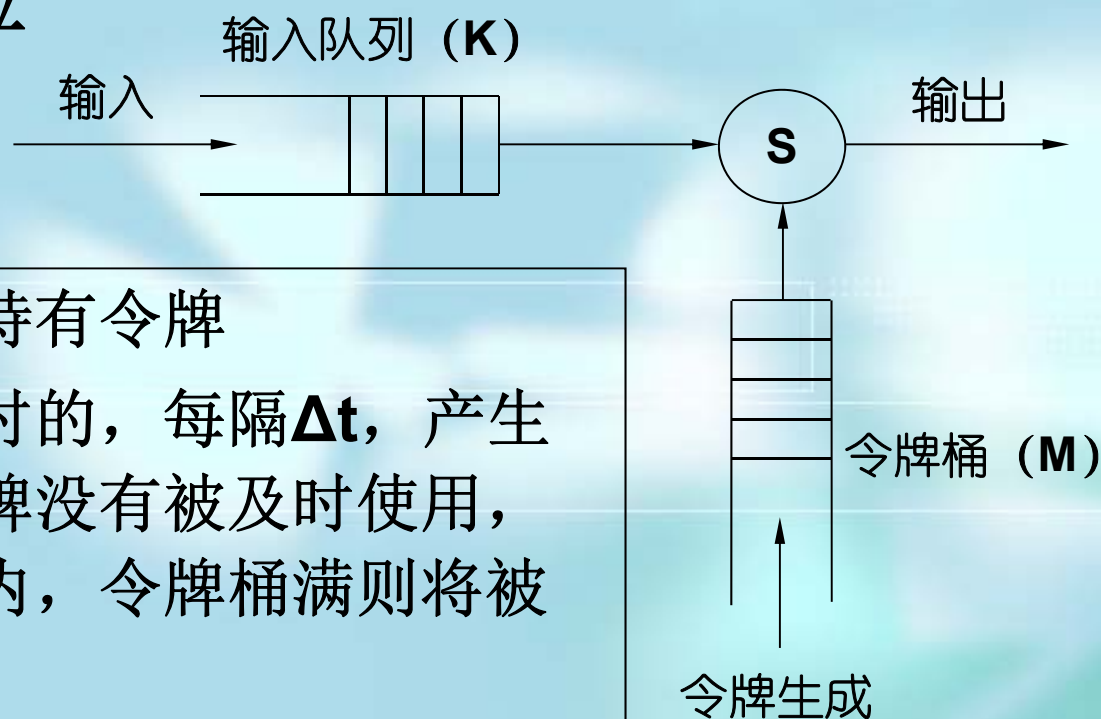 输入队列（K）
输入
S
输出
持有令牌
时的，每隔Δt，产生
牌没有被及时使用，
内，令牌桶满则将被
令牌桶（M）
令牌生成